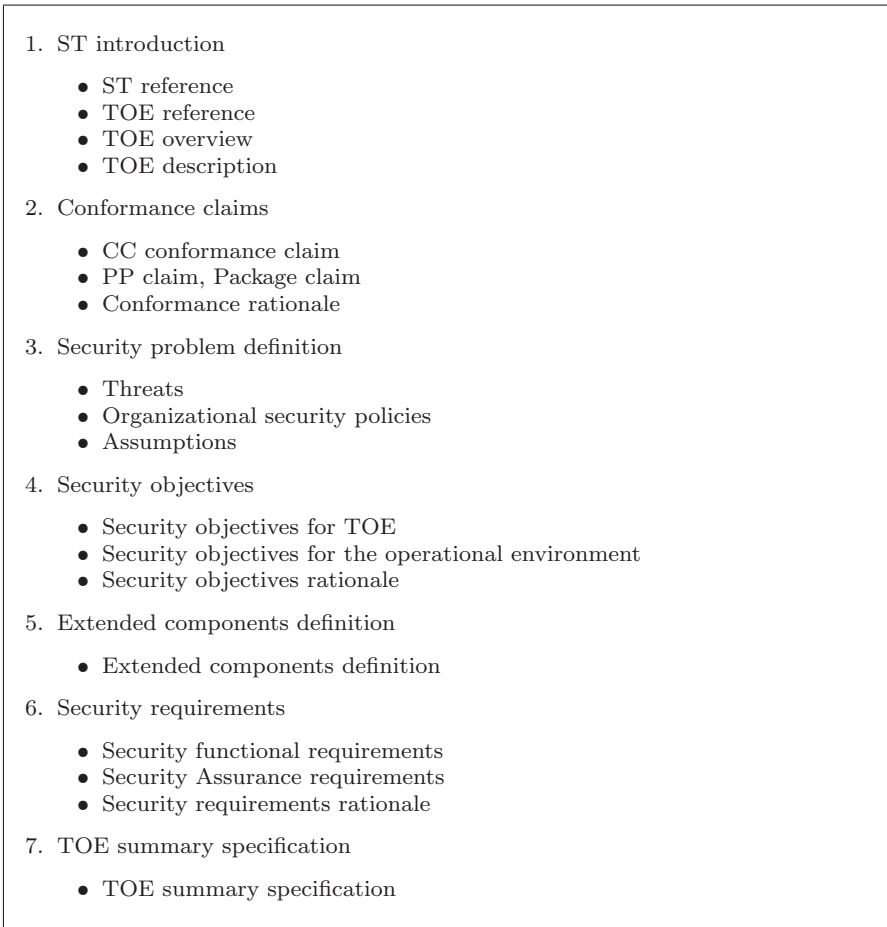 1. ST introduction
• ST reference
• TOE reference
• TOE overview
• TOE description
2. Conformance claims
• CC conformance claim
• PP claim, Package claim
• Conformance rationale
3. Security problem definition
• Threats
• Organizational security policies
• Assumptions
4. Security objectives
• Security objectives for TOE
• Security objectives for the operational environment
• Security objectives rationale
5. Extended components definition
• Extended components definition
6. Security requirements
• Security functional requirements
• Security Assurance requirements
• Security requirements rationale
7. TOE summary specification
• TOE summary specification